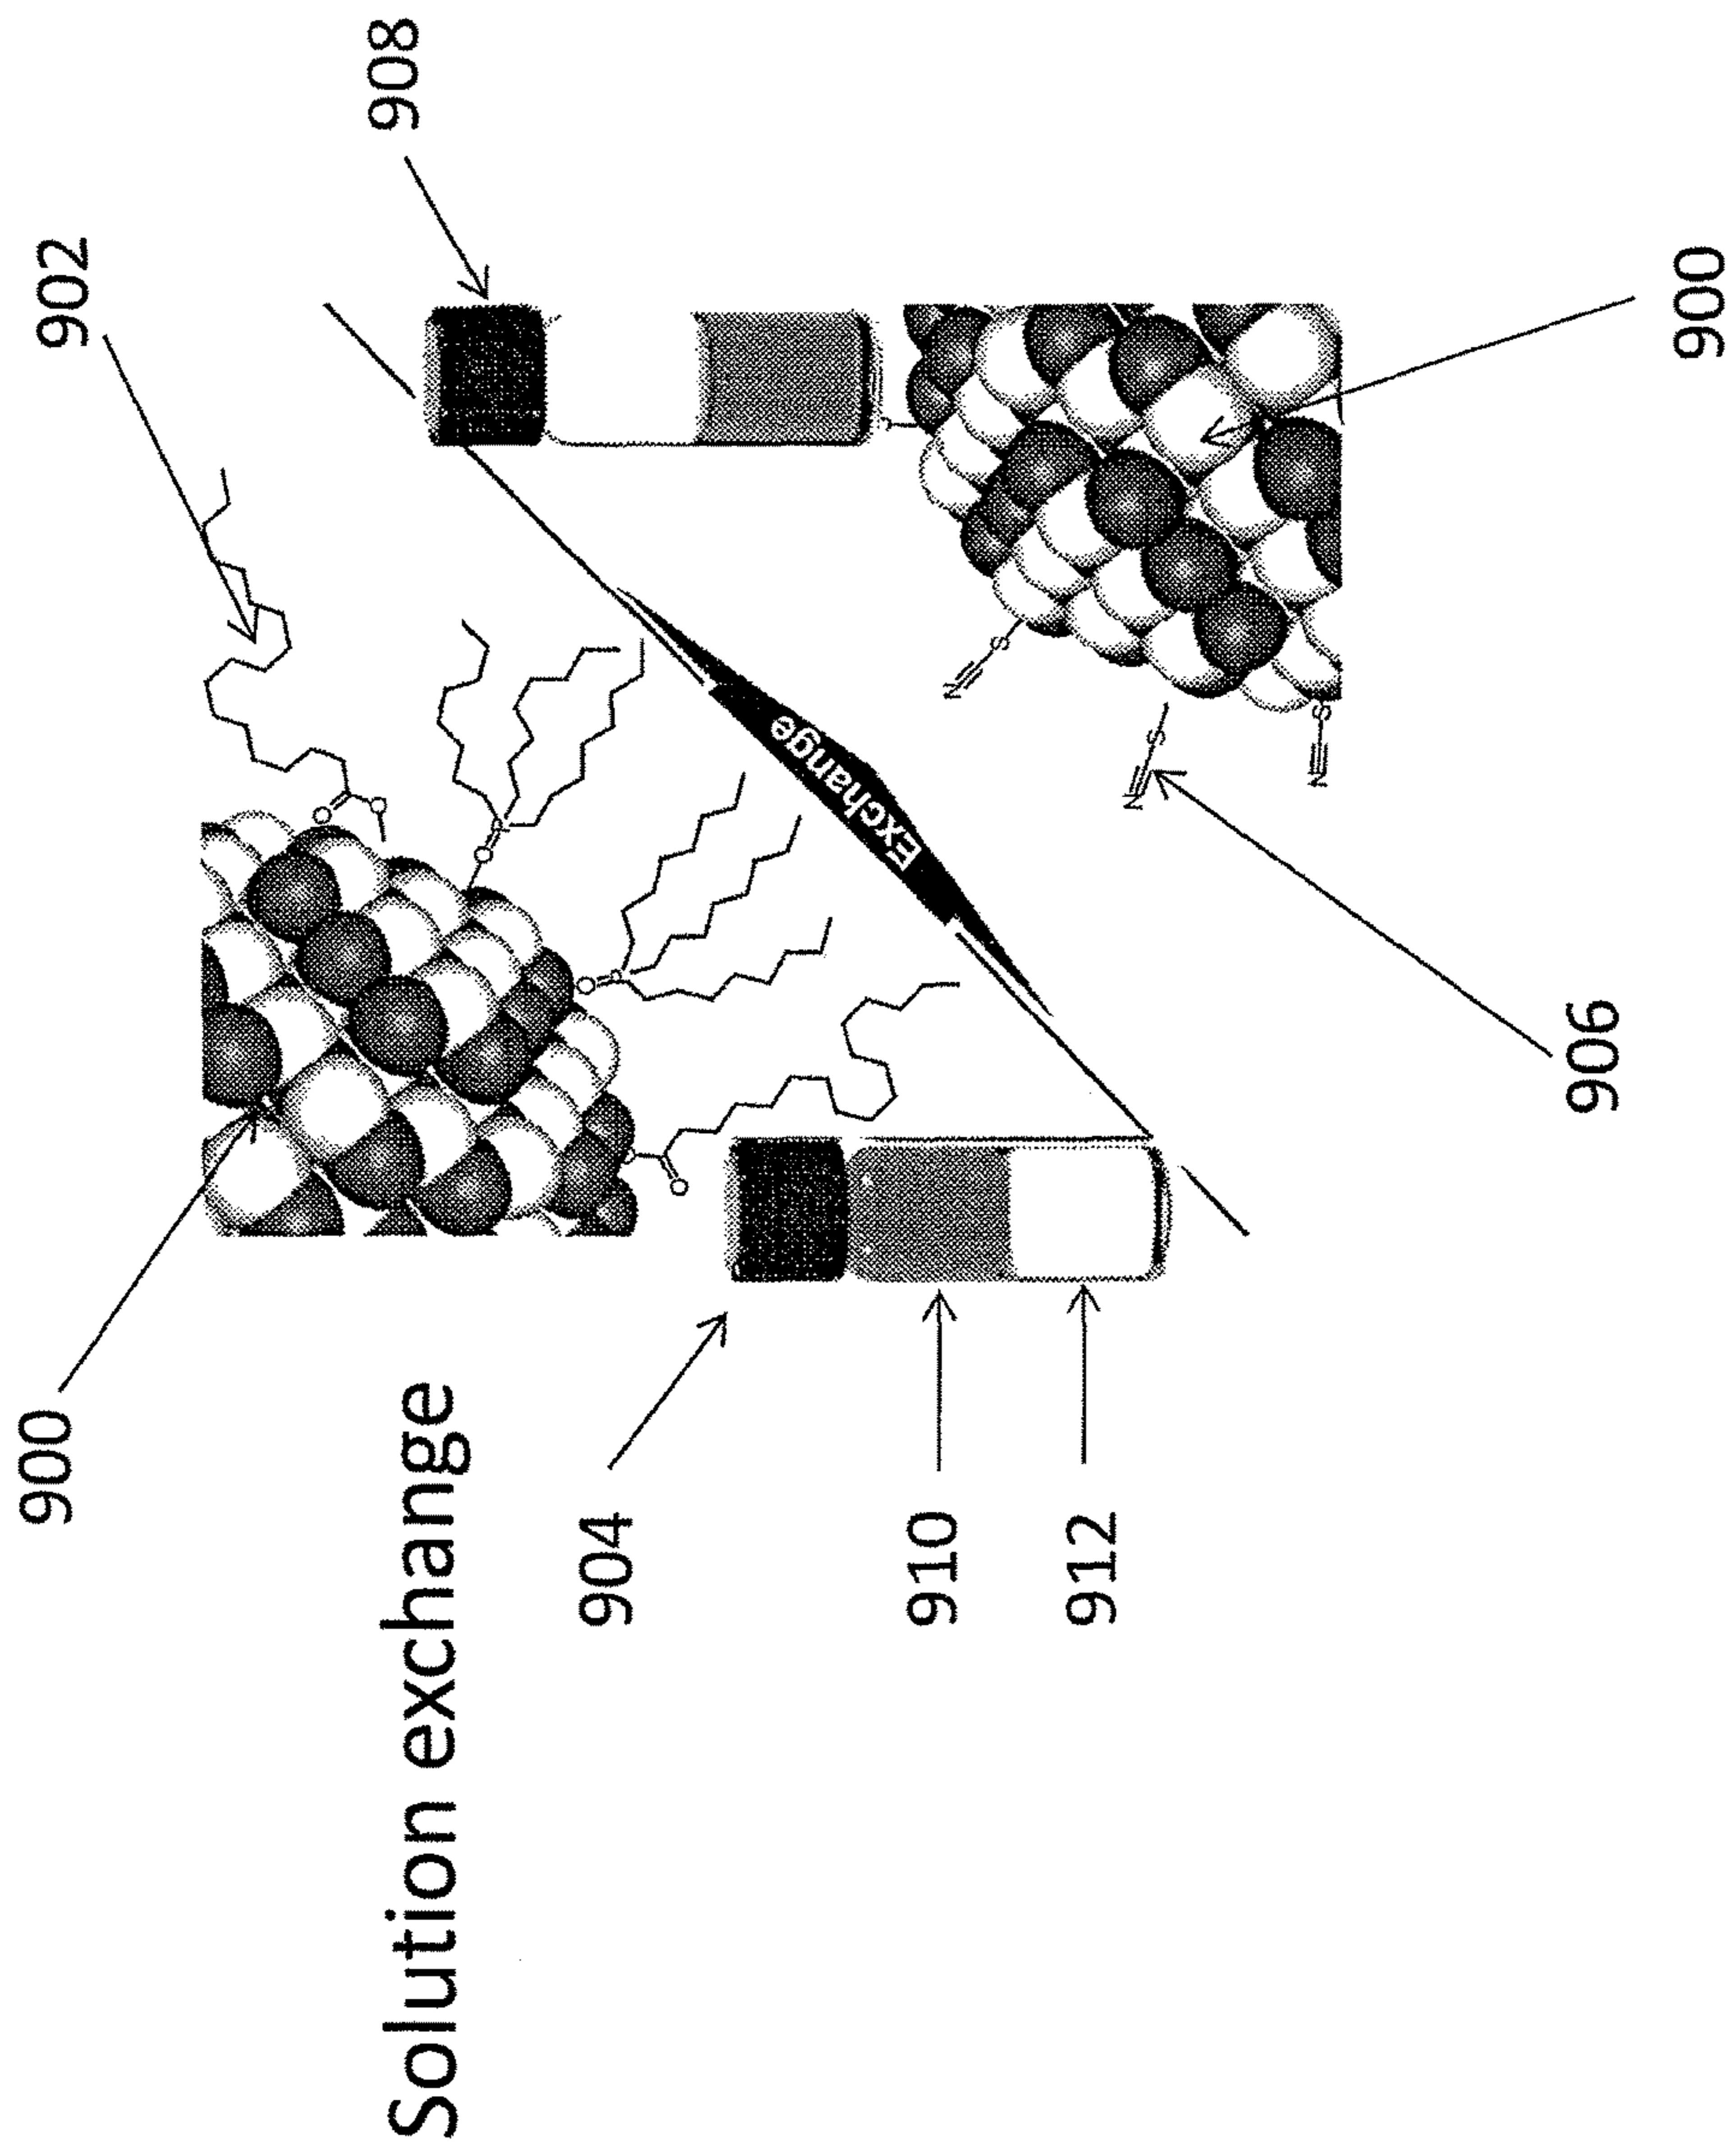 900
902
O
O
908
Solution exchange
O
P
O
P
904
O
Exchange
910
N S
912
N S
N S
906
900